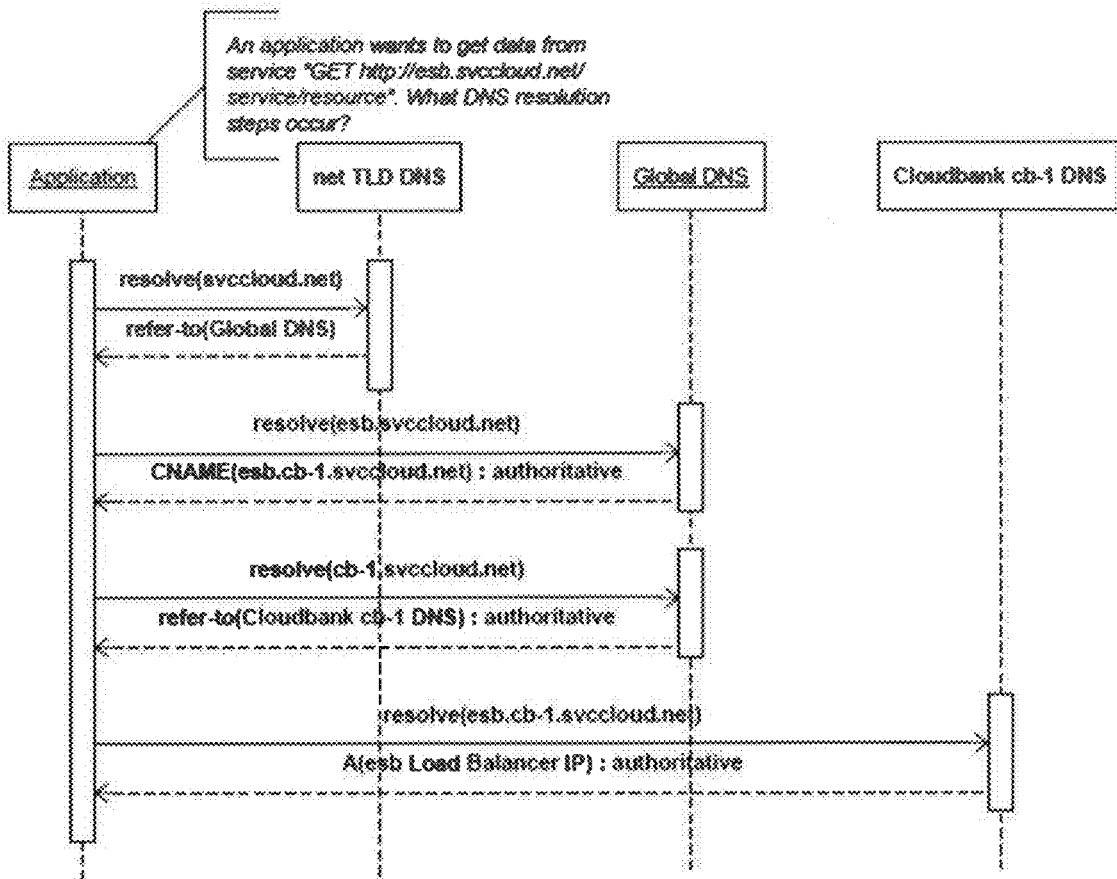 An application wants to get data from
service "GET http://esb.svccloud.net/
service/resource". What DNS resolution
steps occur?
Application
net TLD DNS
Global DNS
Cloudbank cb-1 DNS
resolve(svccloud.net)
refer-to(Global DNS)
resolve(esb.svccloud.net)
CNAME(esb.cb-1.svccloud.net) : authoritative
resolve(cb-1.svccloud.net)
refer-to(Cloudbank cb-1 DNS) : authoritative
resolve(esb.cb-1.svccloud.net)
A(esb Load Balancer IP) : authoritative